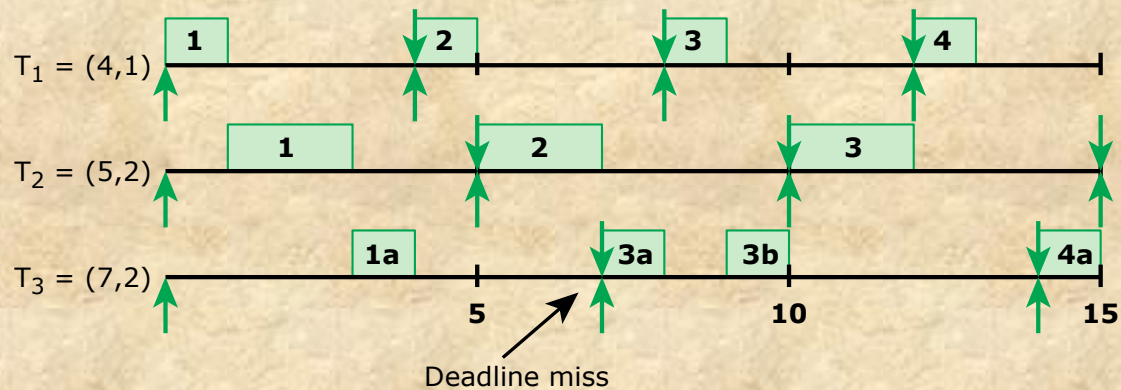 1 2 3 4
T₁ = (4,1)
1 2 3
T₂ = (5,2)
1a 3a 3b 4a
T₃ = (7,2)
5 10 15
Deadline miss